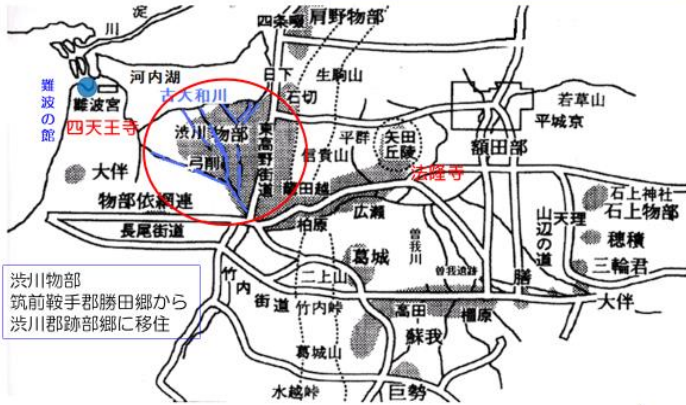 淀
川
四条畷
肩野物部
河内湖
日下
生駒山
石切
古大和川
難波の館
難波宮
四天王寺
渋川
物部
弓削
東高野街道
平群
矢田
丘陵
信貴山
若草山
平城京
額田部
法隆寺
大伴
龍田越
物部依網連
長尾街道
柏原
広瀬
石上神社
石上物部
山辺の道
天理
穂積
三輪君
曽我川
葛城
二上山
曽我遺跡
膳
大伴
渋川物部
筑前鞍手郡勝田郷から
渋川郡跡部郷に移住
竹内
街道
竹内峠
高田
橿原
蘇我
葛城山
水越峠
巨勢